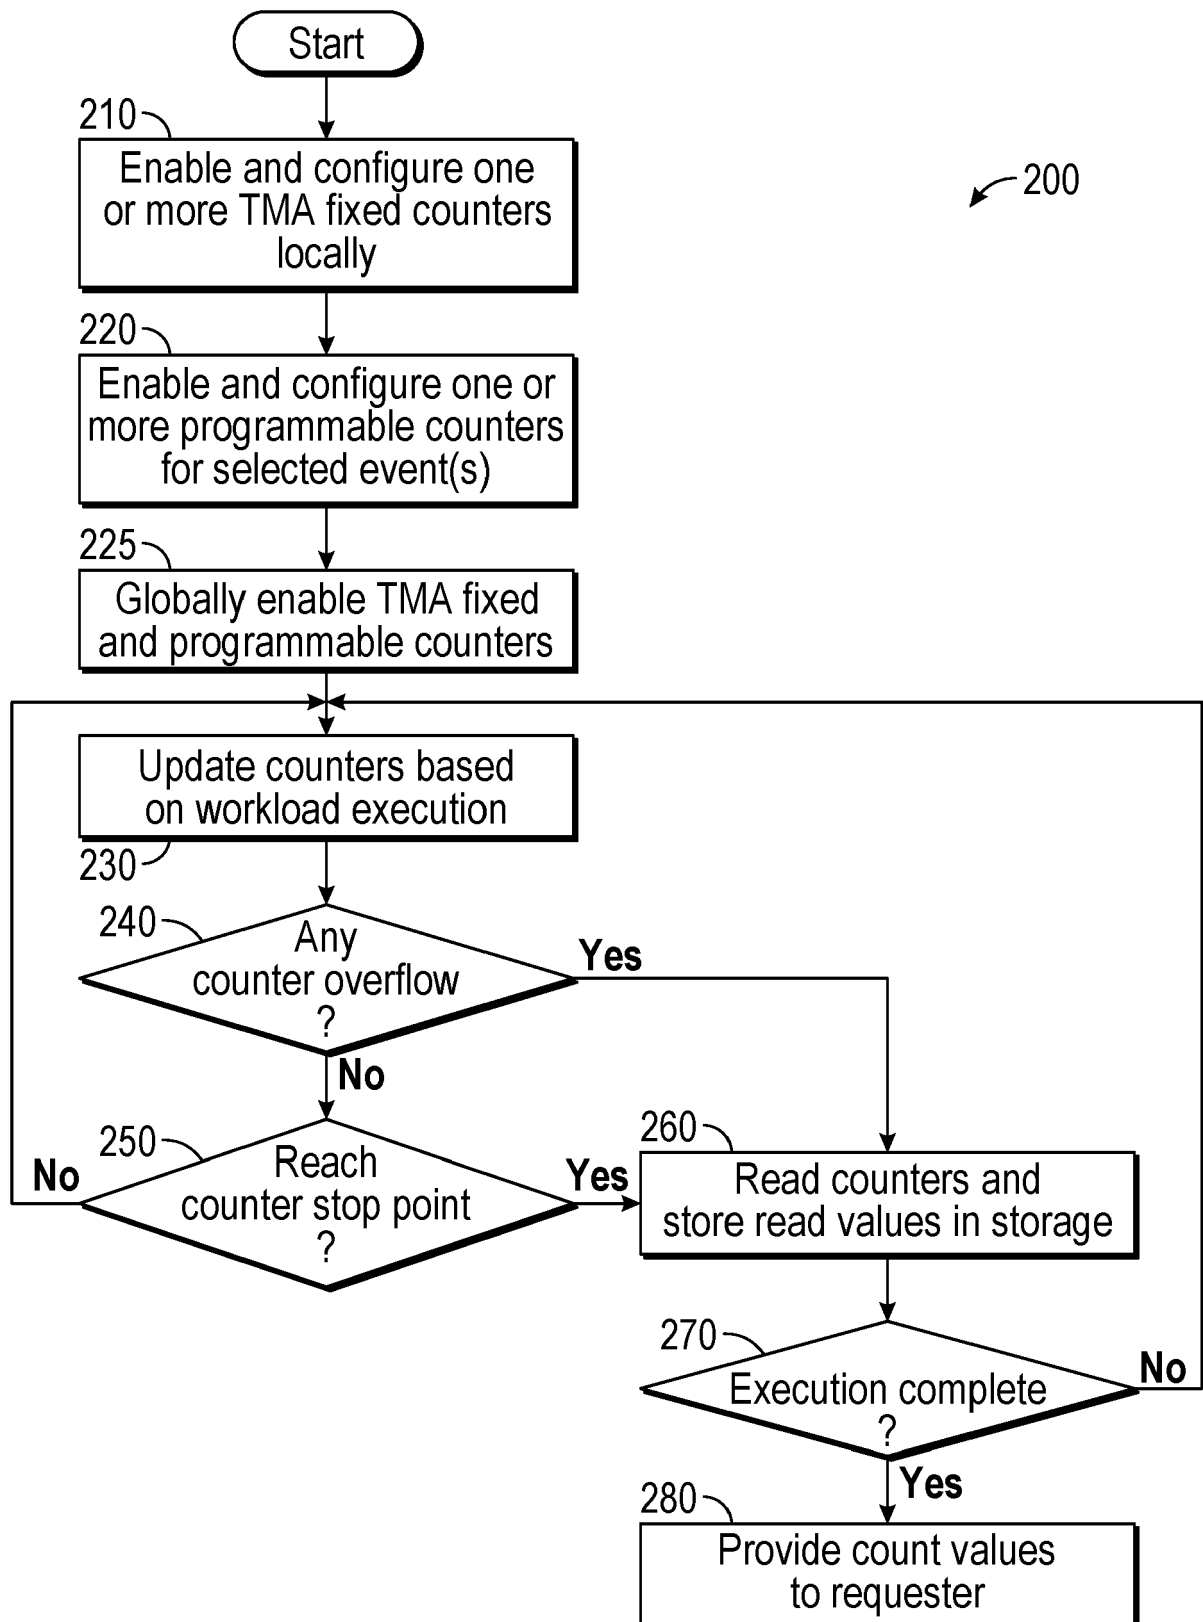 Start
210
Enable and configure one
or more TMA fixed counters
locally
200
220
Enable and configure one or
more programmable counters
for selected event(s)
225
Globally enable TMA fixed
and programmable counters
Update counters based
on workload execution
230
240
Any
counter overflow
?
Yes
No
250
Reach
counter stop point
?
No
Yes
260
Read counters and
store read values in storage
270
Execution complete
?
No
Yes
280
Provide count values
to requester